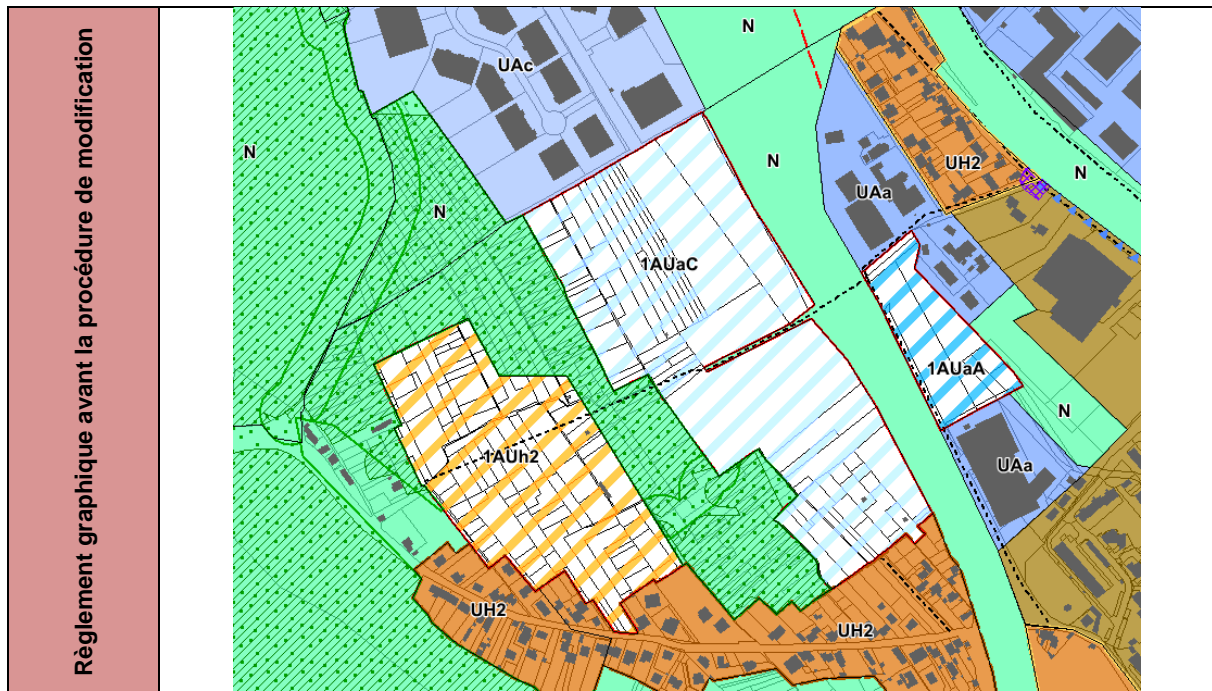 Règlement graphique avant la procédure de modification
N
UAc
N
N
UH2
N
N
UAa
1AUaC
1AUaA
N
1AUh2
UAa
UH2
UH2